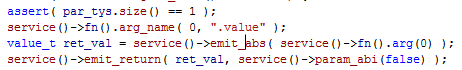 assert( par_tys.size() == 1 );
service()->fn().arg_name( 0, ".value" );
value_t ret_val = service()->emit_abs( service()->fn().arg(0) );
service()->emit_return( ret_val, service()->param_abi(false) );